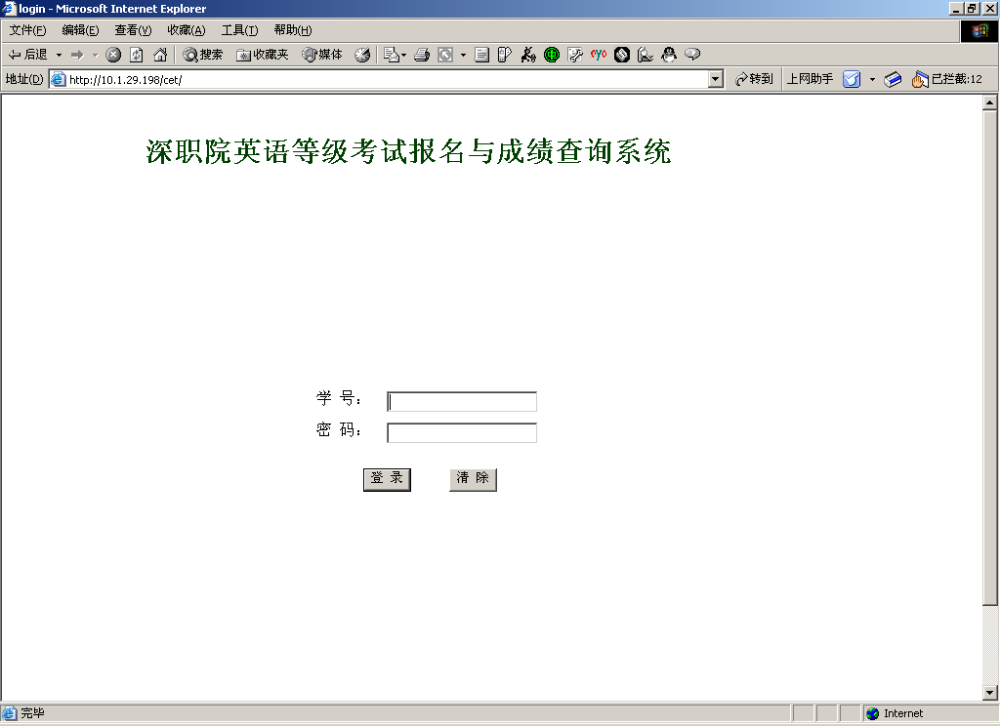 login - Microsoft Internet Explorer
文件(F) 编辑(E) 查看(V) 收藏(A) 工具(T) 帮助(H)
后退 搜索 收藏夹 媒体
地址(D) http://10.1.29.198/cet/ 转到 上网助手 已拦截:12
深职院英语等级考试报名与成绩查询系统
学 号：
密 码：
登 录 清 除
完毕 Internet